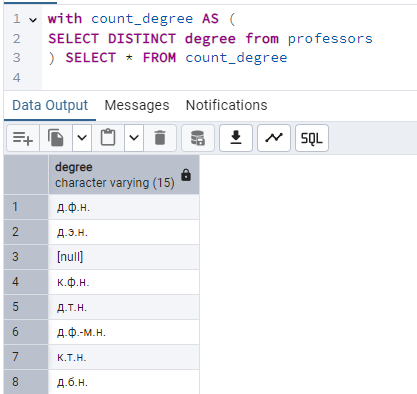 1 with count_degree AS (
2 SELECT DISTINCT degree from professors
3 ) SELECT * FROM count_degree
4
Data Output Messages Notifications
SQL
degree
character varying (15)
1 д.ф.н.
2 д.э.н.
3 [null]
4 к.ф.н.
5 д.т.н.
6 д.ф.-м.н.
7 к.т.н.
8 д.б.н.